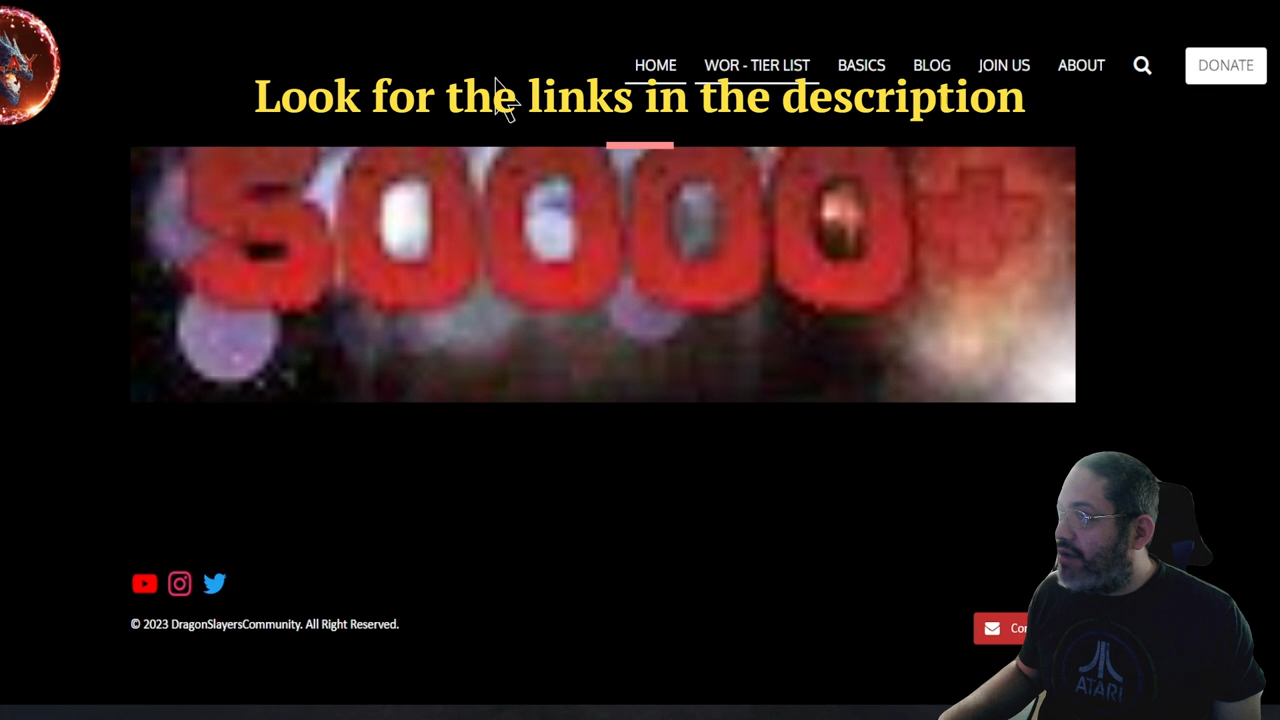 HOME WOR - TIER LIST BASICS BLOG JOIN US ABOUT DONATE
Look for the links in the description
50000+
© 2023 DragonSlayersCommunity. All Right Reserved.
ATARI